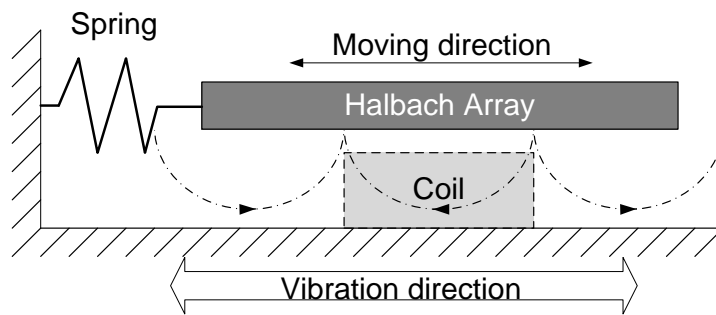 Spring
Moving direction
Halbach Array
Coil
Vibration direction